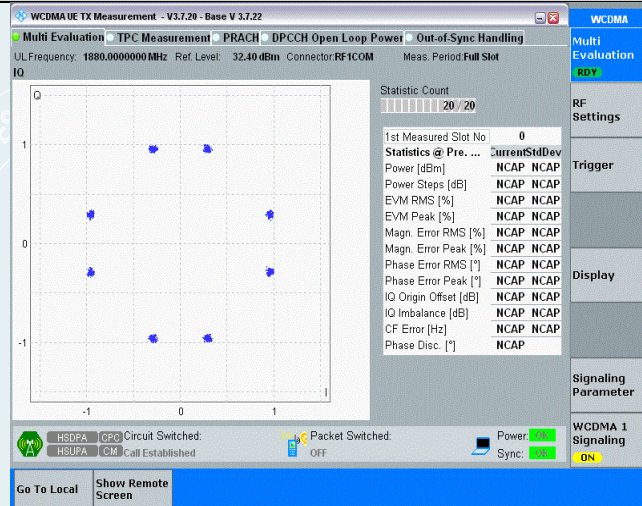 WCDMA UE TX Measurement - V3.7.20 - Base V 3.7.22
WCDMA
Multi Evaluation TPC Measurement PRACH DPCCH Open Loop Power Out-of-Sync Handling
UL Frequency: 1880.0000000 MHz Ref. Level: 32.40 dBm Connector:RF1COM Meas. Period:Full Slot
IQ
Q
1
0
-1
-1 0 1
I
Statistic Count
20 / 20
1st Measured Slot No 0
Statistics @ Pre. ... Current StdDev
Power [dBm] NCAP NCAP
Power Steps [dB] NCAP NCAP
EVM RMS [%] NCAP NCAP
EVM Peak [%] NCAP NCAP
Magn. Error RMS [%] NCAP NCAP
Magn. Error Peak [%] NCAP NCAP
Phase Error RMS [°] NCAP NCAP
Phase Error Peak [°] NCAP NCAP
IQ Origin Offset [dB] NCAP NCAP
IQ Imbalance [dB] NCAP NCAP
CF Error [Hz] NCAP NCAP
Phase Disc. [°] NCAP
Multi
Evaluation
RDY
RF
Settings
Trigger
Display
Signaling
Parameter
WCDMA 1
Signaling
ON
HSDPA CPC Circuit Switched: Packet Switched: Power: ON
HSUPA CM Call Established OFF Sync: ON
Go To Local
Show Remote
Screen